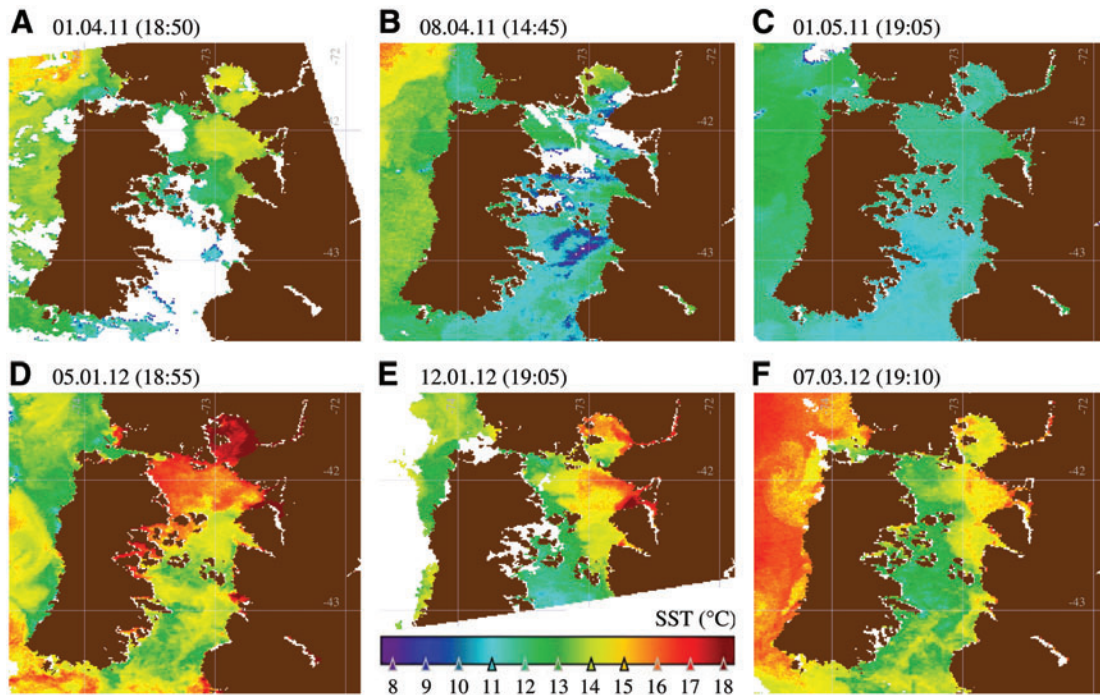 A 01.04.11 (18:50)
B 08.04.11 (14:45)
C 01.05.11 (19:05)
-73
-72
-42
-43
-73
-72
-42
-43
-73
-72
-42
-43
D 05.01.12 (18:55)
E 12.01.12 (19:05)
F 07.03.12 (19:10)
-73
-72
-42
-43
-73
-72
-42
-73
-72
-42
-43
SST (°C)
8 9 10 11 12 13 14 15 16 17 18